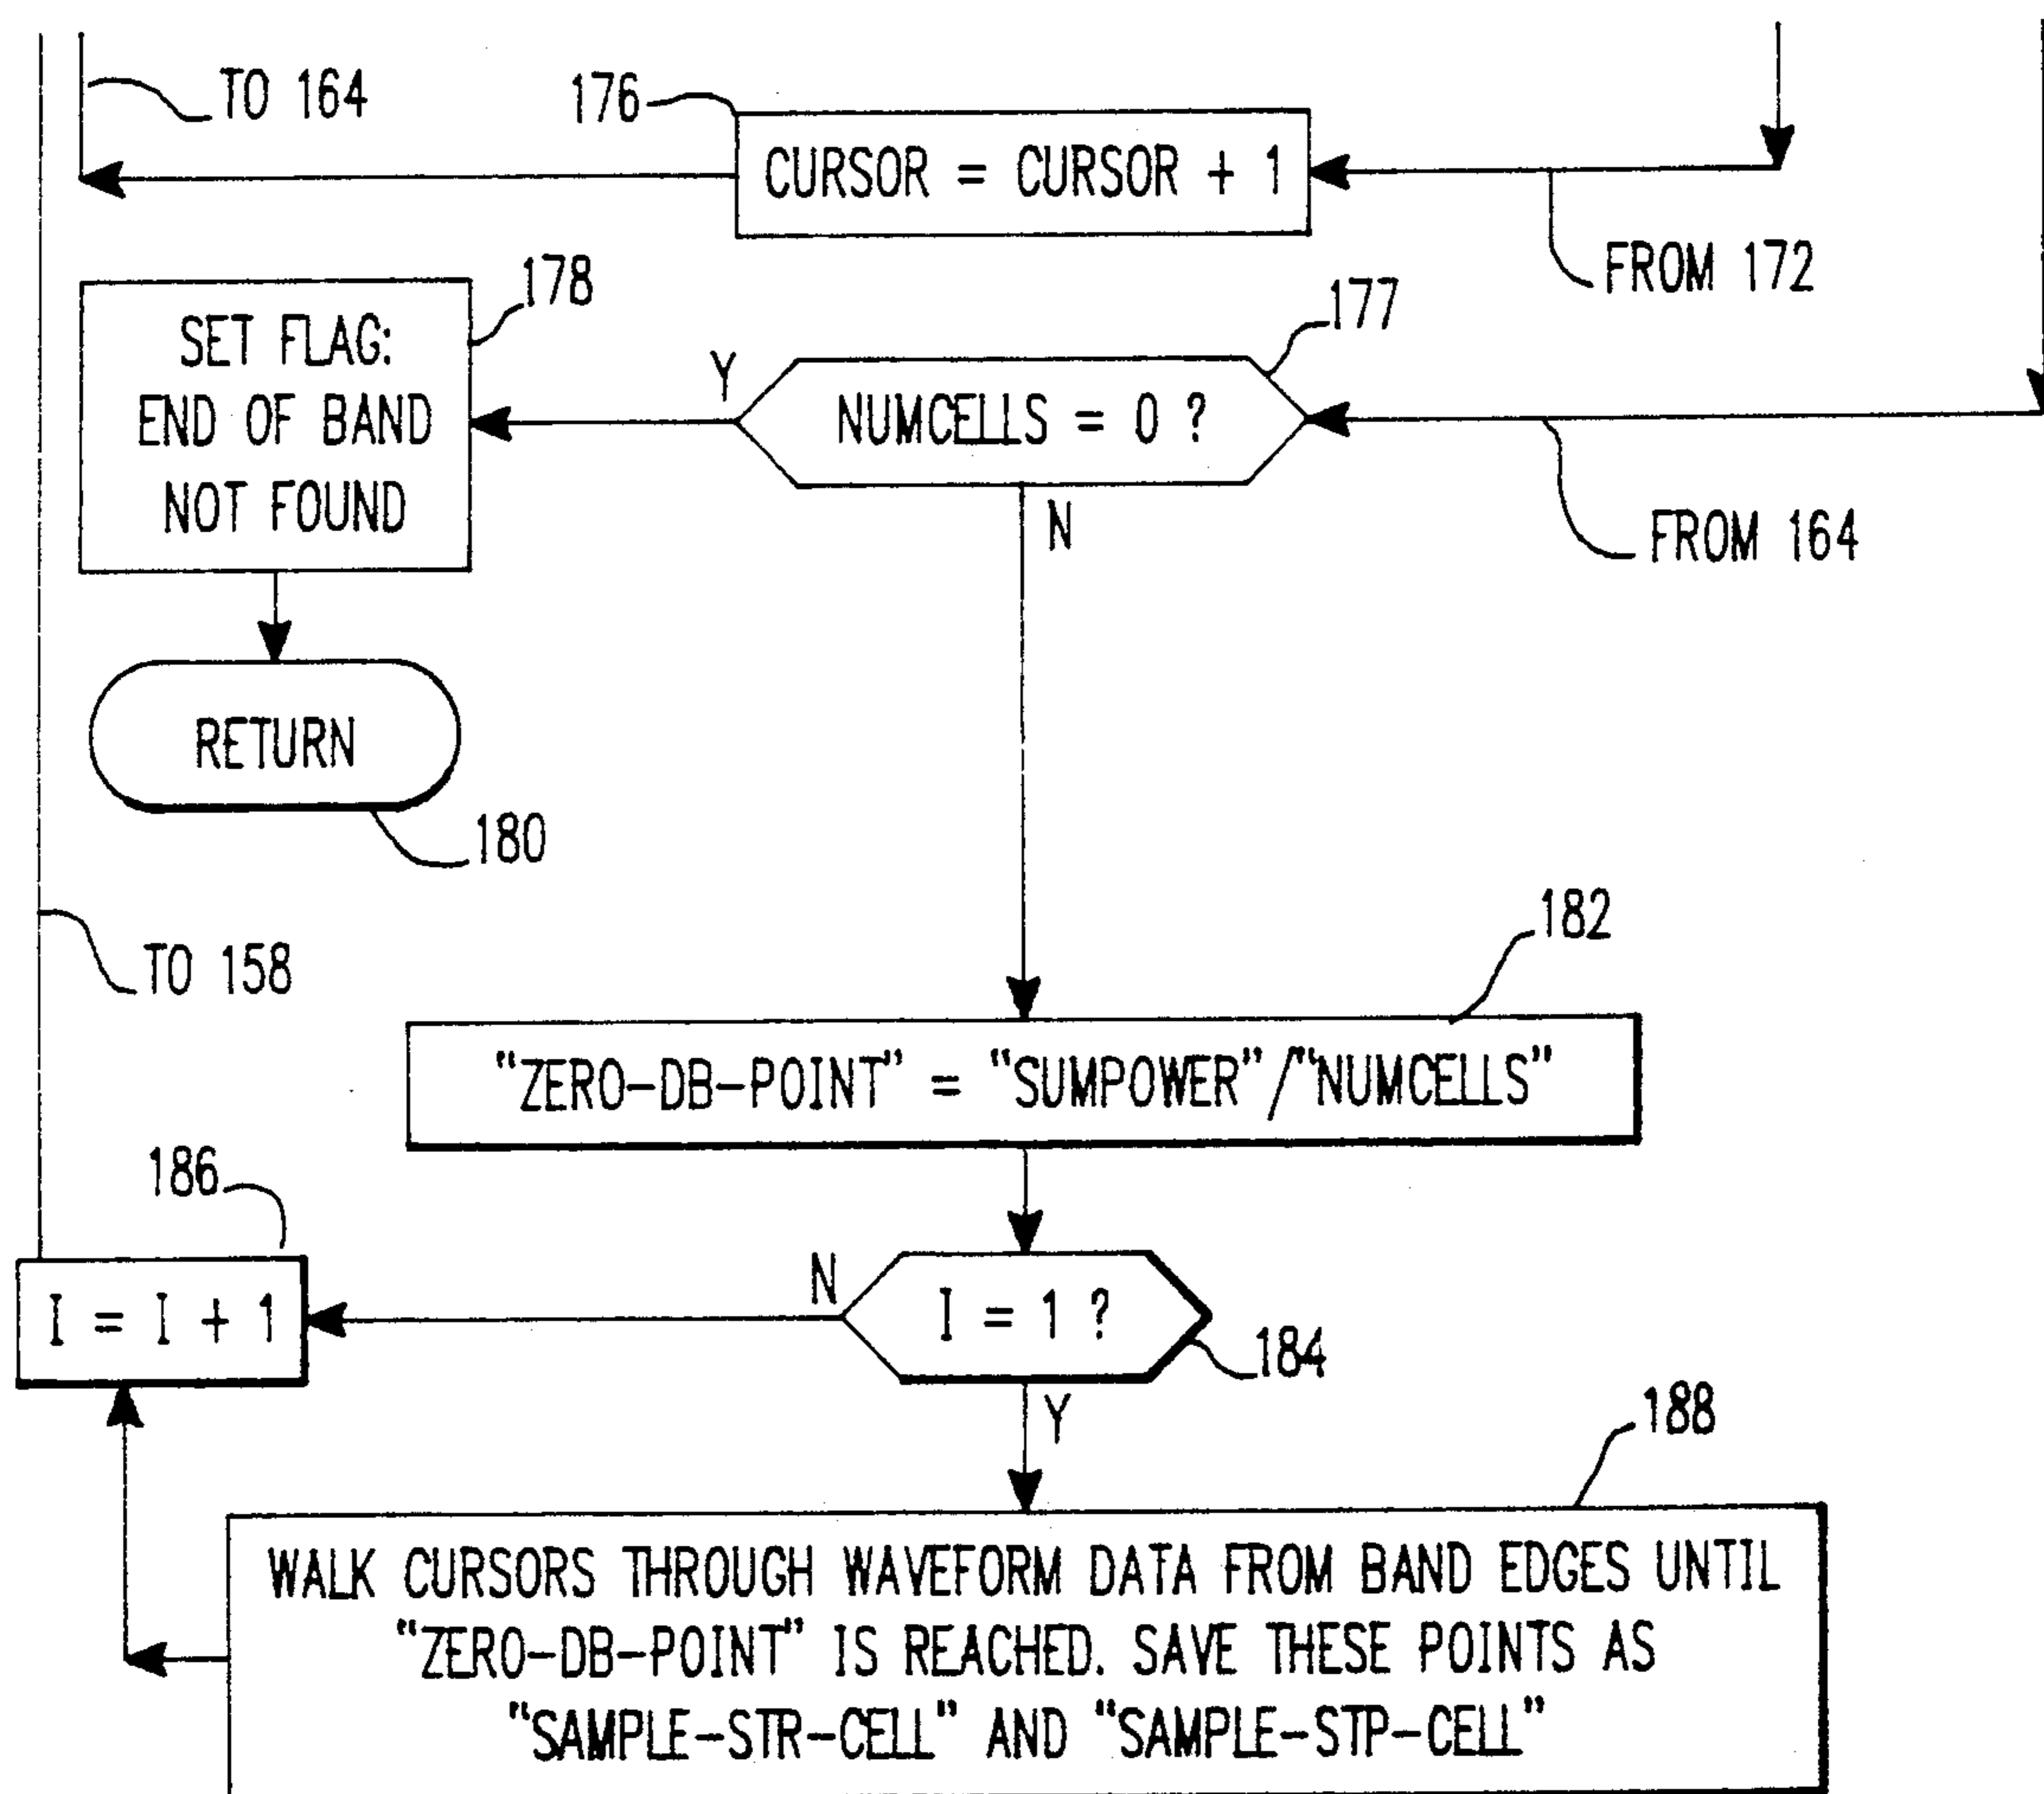 TO 164
176
CURSOR = CURSOR + 1
FROM 172
178
SET FLAG:
END OF BAND
NOT FOUND
177
Y
NUMCELLS = 0 ?
N
FROM 164
RETURN
180
TO 158
182
"ZERO-DB-POINT" = "SUMPOWER"/"NUMCELLS"
186
I = I + 1
N
I = 1 ?
184
Y
188
WALK CURSORS THROUGH WAVEFORM DATA FROM BAND EDGES UNTIL
"ZERO-DB-POINT" IS REACHED. SAVE THESE POINTS AS
"SAMPLE-STR-CELL" AND "SAMPLE-STP-CELL"